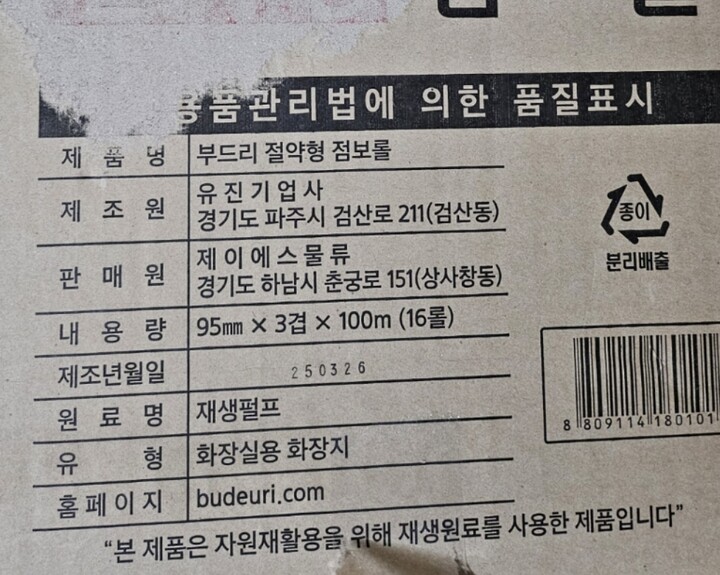 용품관리법에 의한 품질표시
제 품 명 부드리 절약형 점보롤
제 조 원 유진기업사
경기도 파주시 검산로 211(검산동)
판 매 원 제이에스물류
경기도 하남시 춘궁로 151(상사창동)
내 용 량 95mm × 3겹 × 100m (16롤)
제조년월일 250326
원 료 명 재생펄프
유 형 화장실용 화장지
홈페이지 budeuri.com
종이
분리배출
8 809114 180101
"본 제품은 자원재활용을 위해 재생원료를 사용한 제품입니다"